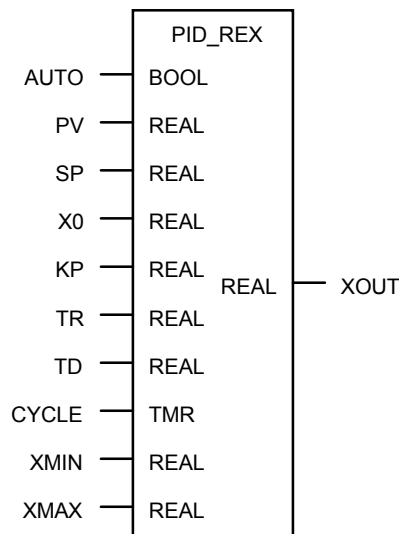 PID_REX
AUTO BOOL
PV REAL
SP REAL
X0 REAL
KP REAL
REAL XOUT
TR REAL
TD REAL
CYCLE TMR
XMIN REAL
XMAX REAL